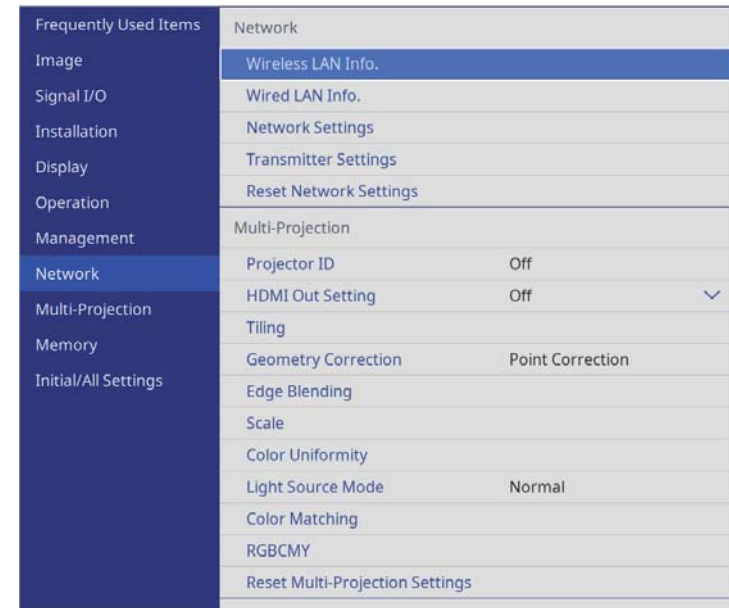 Frequently Used Items
Image
Signal I/O
Installation
Display
Operation
Management
Network
Multi-Projection
Memory
Initial/All Settings
Network
Wireless LAN Info.
Wired LAN Info.
Network Settings
Transmitter Settings
Reset Network Settings
Multi-Projection
Projector ID Off
HDMI Out Setting Off
Tiling
Geometry Correction Point Correction
Edge Blending
Scale
Color Uniformity
Light Source Mode Normal
Color Matching
RGBCMY
Reset Multi-Projection Settings